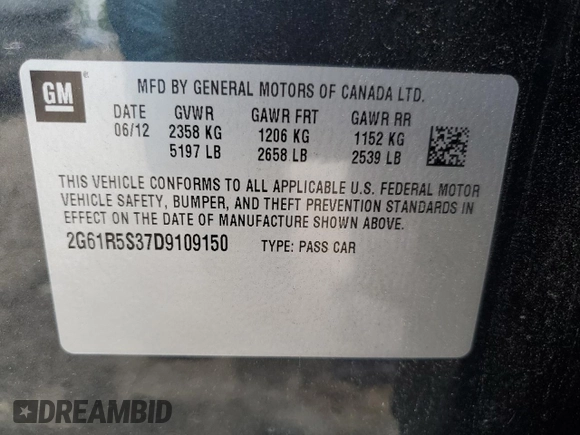 GM
MFD BY GENERAL MOTORS OF CANADA LTD.
DATE GVWR GAWR FRT GAWR RR
06/12 2358 KG 1206 KG 1152 KG
5197 LB 2658 LB 2539 LB
THIS VEHICLE CONFORMS TO ALL APPLICABLE U.S. FEDERAL MOTOR
VEHICLE SAFETY, BUMPER, AND THEFT PREVENTION STANDARDS IN
EFFECT ON THE DATE OF MANUFACTURE SHOWN ABOVE.
2G61R5S37D9109150 TYPE: PASS CAR
DREAMBID